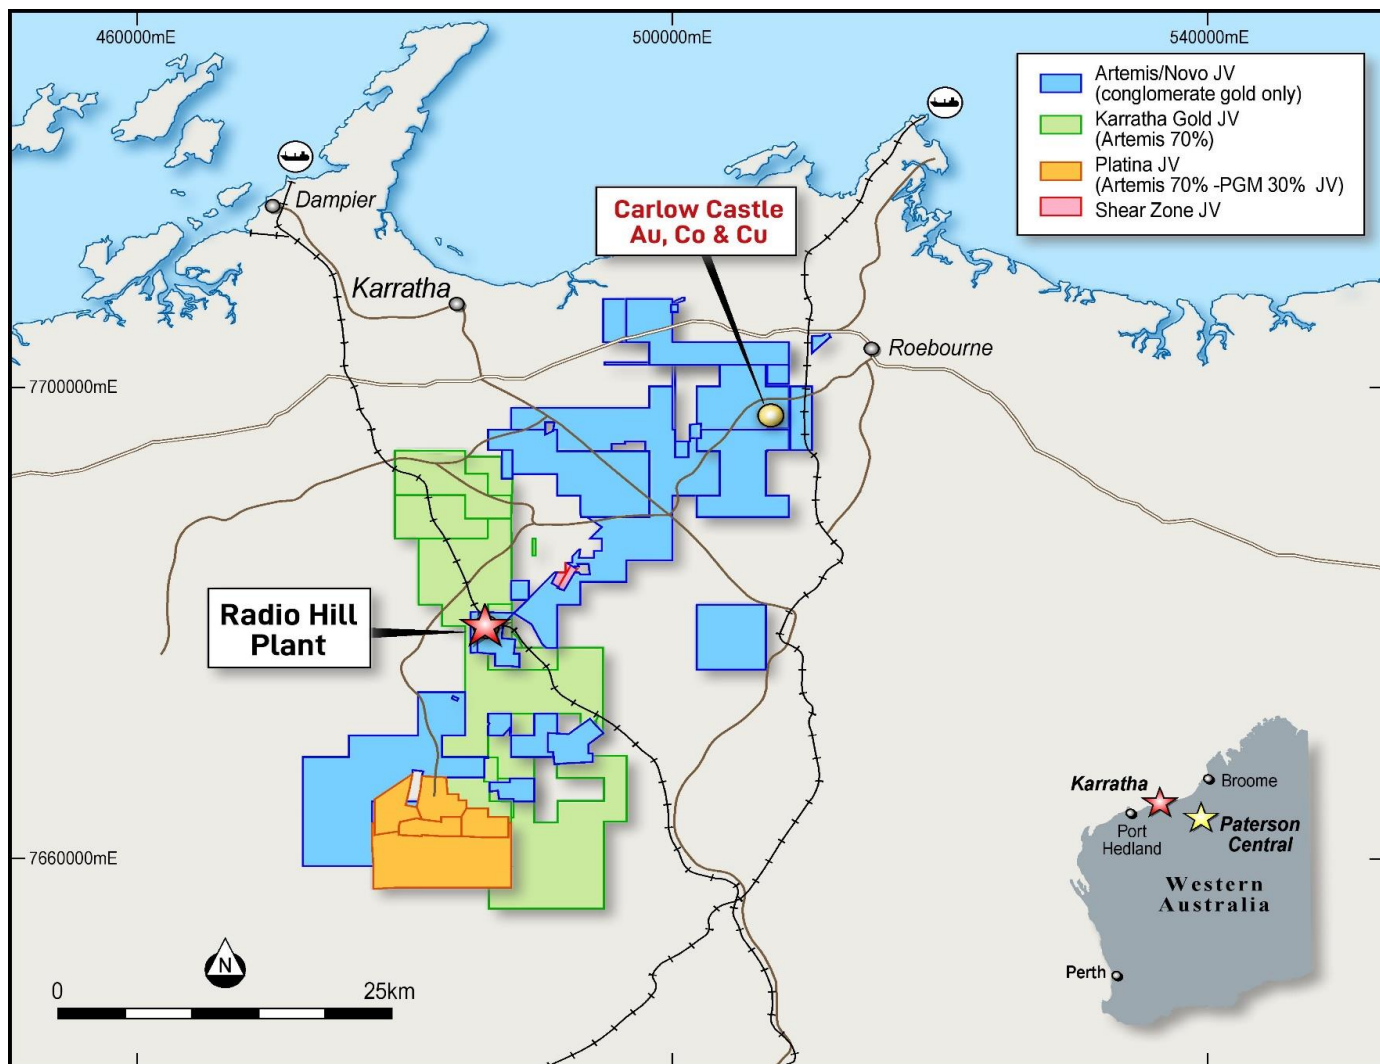 460000mE
500000mE
540000mE
Artemis/Novo JV
(conglomerate gold only)
Karratha Gold JV
(Artemis 70%)
Platina JV
(Artemis 70% -PGM 30% JV)
Shear Zone JV
Dampier
Carlow Castle
Au, Co & Cu
Karratha
Roebourne
7700000mE
Radio Hill
Plant
7660000mE
Karratha
Broome
Port
Hedland
Paterson
Central
Western
Australia
Perth
N
0
25km